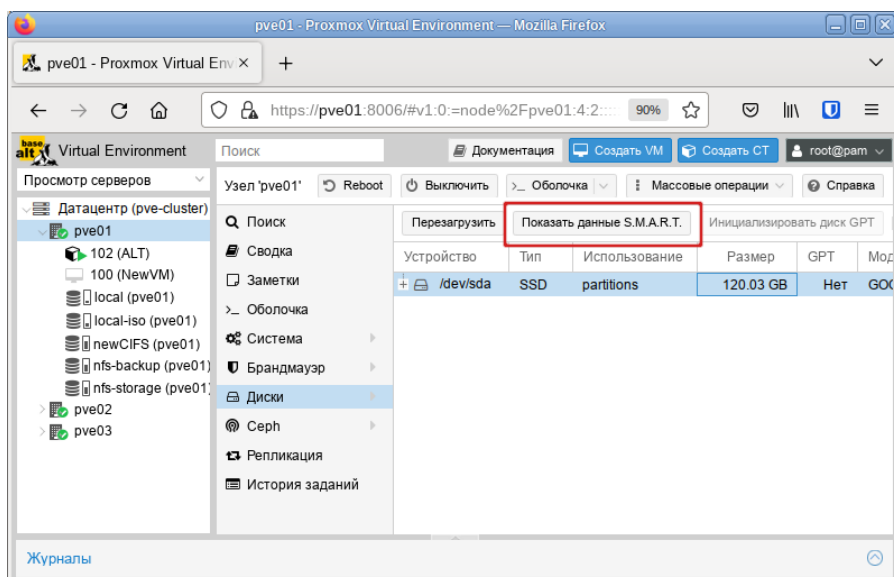 pve01 - Proxmox Virtual Environment — Mozilla Firefox
pve01 - Proxmox Virtual Env
https://pve01:8006/#v1:0:=node%2Fpve01:4:2:::: 90%
base alt Virtual Environment Поиск Документация Создать VM Создать CT root@pam
Просмотр серверов Узел 'pve01' Reboot Выключить Оболочка Массовые операции Справка
Датацентр (pve-cluster)
pve01
102 (ALT)
100 (NewVM)
local (pve01)
local-iso (pve01)
newCIFS (pve01)
nfs-backup (pve01)
nfs-storage (pve01)
pve02
pve03
Поиск
Сводка
Заметки
Оболочка
Система
Брандмауэр
Диски
Ceph
Репликация
История заданий
Перезагрузить Показать данные S.M.A.R.T. Инициализировать диск GPT
Устройство Тип Использование Размер GPT Мод
/dev/sda SSD partitions 120.03 GB Нет GOO
Журналы